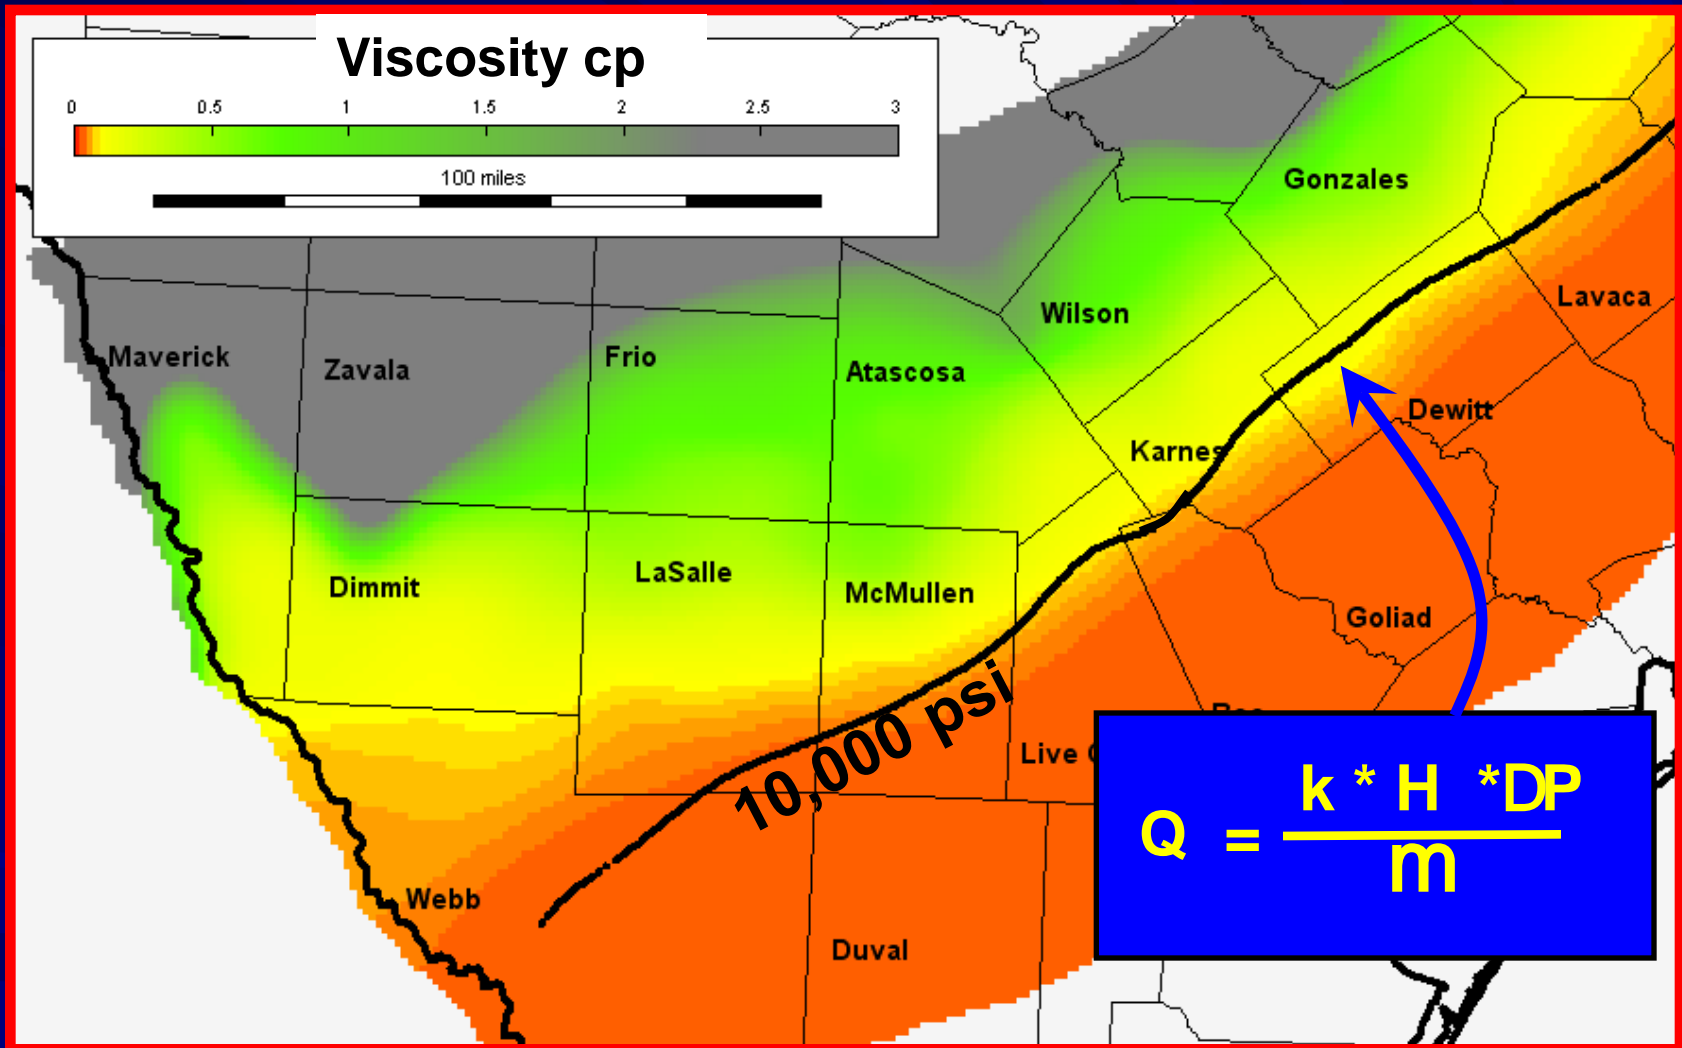 Viscosity cp
0 0.5 1 1.5 2 2.5 3
100 miles
Gonzales
Lavaca
Wilson
Maverick
Zavala
Frio
Atascosa
Dewitt
Karnes
Dimmit
LaSalle
McMullen
Goliad
10,000 psi
Live
Webb
Duval
k * H *DP
Q =
m